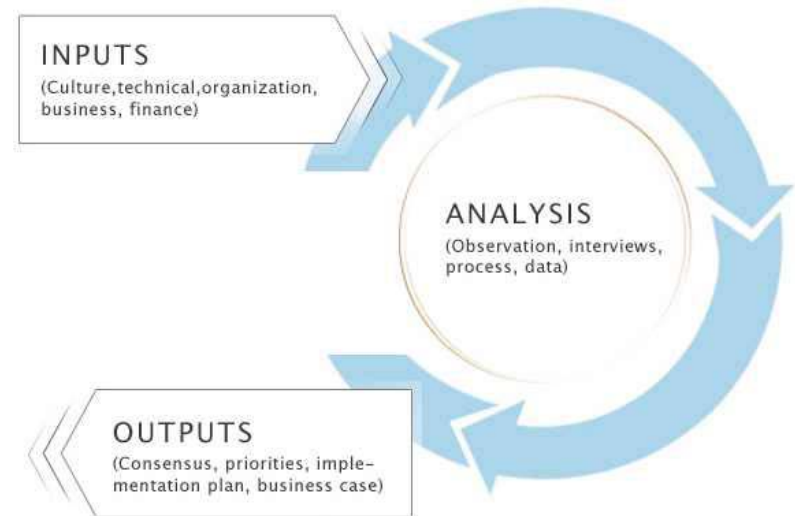 INPUTS
(Culture,technical,organization,
business, finance)
ANALYSIS
(Observation, interviews,
process, data)
OUTPUTS
(Consensus, priorities, imple-
mentation plan, business case)